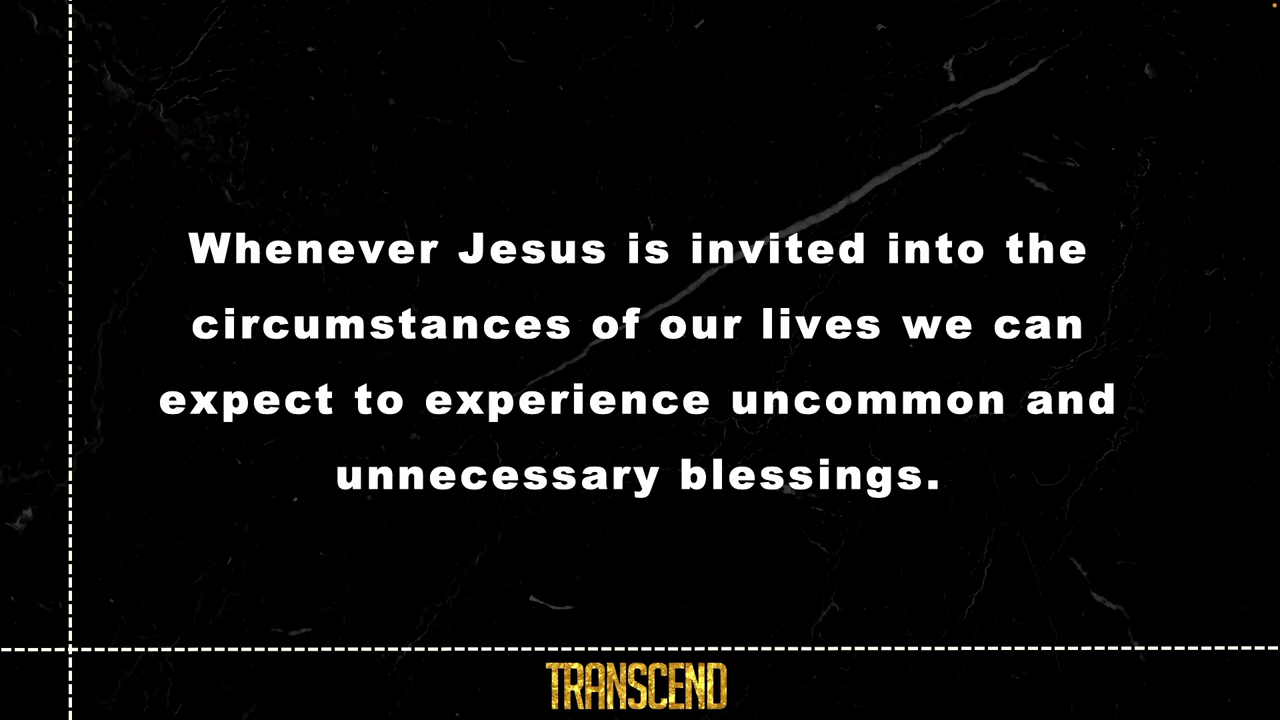 Whenever Jesus is invited into the
circumstances of our lives we can
expect to experience uncommon and
unnecessary blessings.
TRANSCEND